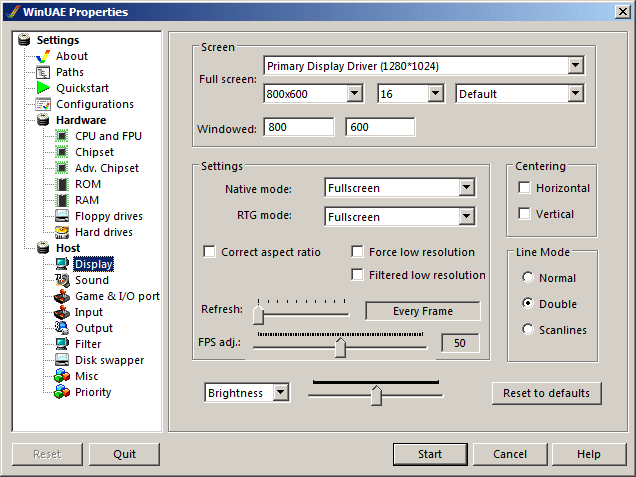 WinUAE Properties
Settings
About
Paths
Quickstart
Configurations
Hardware
CPU and FPU
Chipset
Adv. Chipset
ROM
RAM
Floppy drives
Hard drives
Host
Display
Sound
Game & I/O port
Input
Output
Filter
Disk swapper
Misc
Priority
Screen
Full screen:
Primary Display Driver (1280*1024)
800x600
16
Default
Windowed:
800
600
Settings
Native mode:
Fullscreen
RTG mode:
Fullscreen
Correct aspect ratio
Force low resolution
Filtered low resolution
Refresh:
Every Frame
FPS adj.:
50
Centering
Horizontal
Vertical
Line Mode
Normal
Double
Scanlines
Brightness
Reset to defaults
Reset
Quit
Start
Cancel
Help